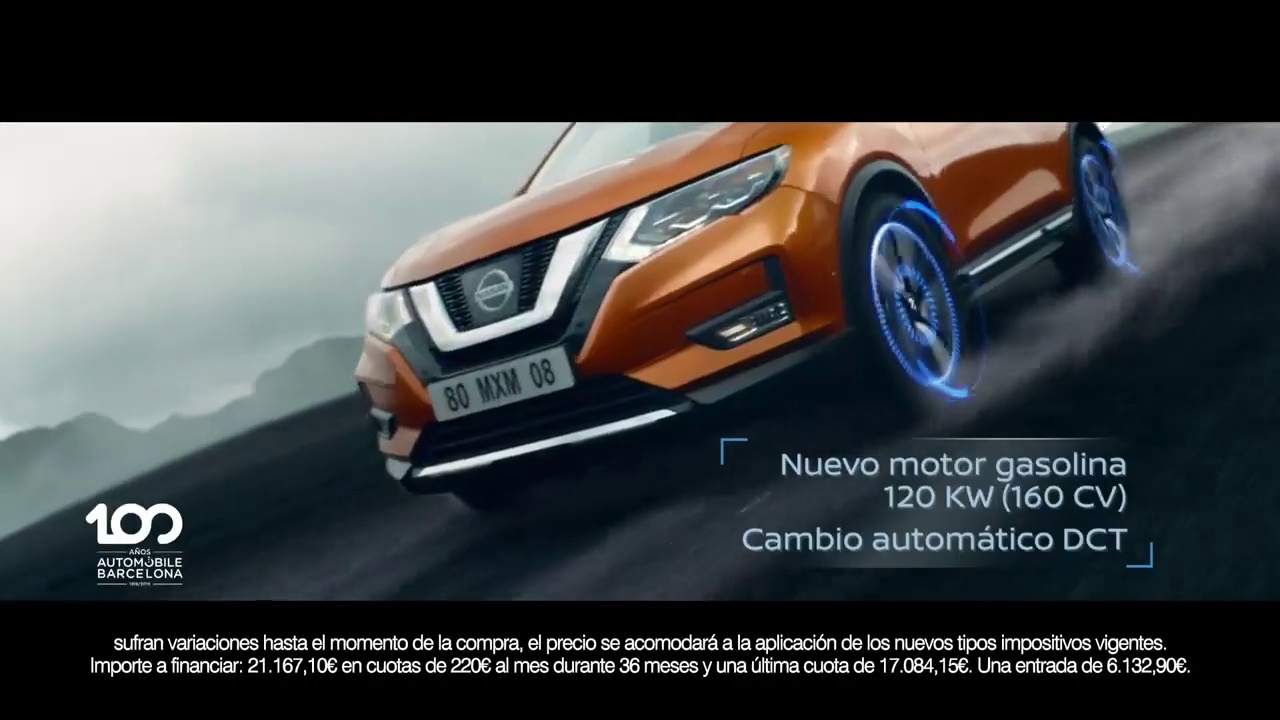 NISSAN
80 MXM 08
Nuevo motor gasolina
120 KW (160 CV)
Cambio automático DCT
100
AÑOS
AUTOMOBILE
BARCELONA
sufran variaciones hasta el momento de la compra, el precio se acomodará a la aplicación de los nuevos tipos impositivos vigentes.
Importe a financiar: 21.167,10€ en cuotas de 220€ al mes durante 36 meses y una última cuota de 17.084,15€. Una entrada de 6.132,90€.